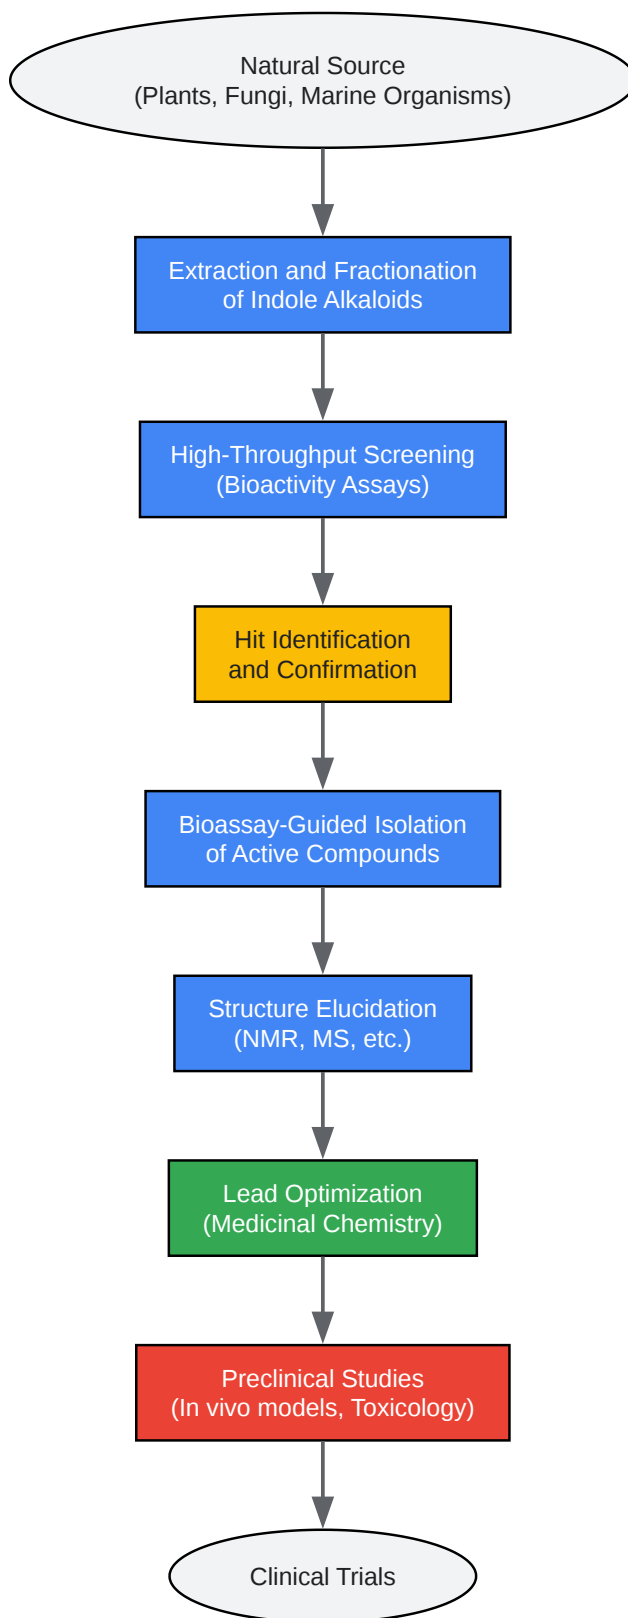 Natural Source
(Plants, Fungi, Marine Organisms)
Extraction and Fractionation
of Indole Alkaloids
High-Throughput Screening
(Bioactivity Assays)
Hit Identification
and Confirmation
Bioassay-Guided Isolation
of Active Compounds
Structure Elucidation
(NMR, MS, etc.)
Lead Optimization
(Medicinal Chemistry)
Preclinical Studies
(In vivo models, Toxicology)
Clinical Trials